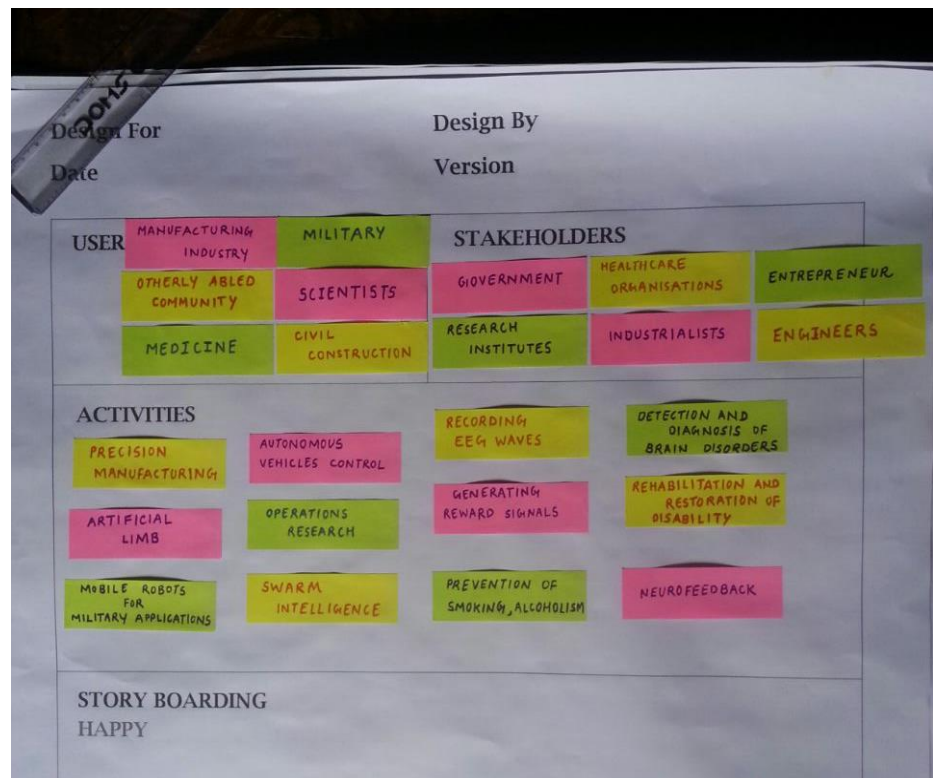 DOMS
Design For
Design By
Date
Version
USER
MANUFACTURING
INDUSTRY
MILITARY
OTHERLY ABLED
COMMUNITY
SCIENTISTS
MEDICINE
CIVIL
CONSTRUCTION
STAKEHOLDERS
GOVERNMENT
HEALTHCARE
ORGANISATIONS
ENTREPRENEUR
RESEARCH
INSTITUTES
INDUSTRIALISTS
ENGINEERS
ACTIVITIES
PRECISION
MANUFACTURING
AUTONOMOUS
VEHICLES CONTROL
RECORDING
EEG WAVES
DETECTION AND
DIAGNOSIS OF
BRAIN DISORDERS
ARTIFICIAL
LIMB
OPERATIONS
RESEARCH
GENERATING
REWARD SIGNALS
REHABILITATION AND
RESTORATION OF
DISABILITY
MOBILE ROBOTS
FOR
MILITARY APPLICATIONS
SWARM
INTELLIGENCE
PREVENTION OF
SMOKING, ALCOHOLISM
NEUROFEEDBACK
STORY BOARDING
HAPPY